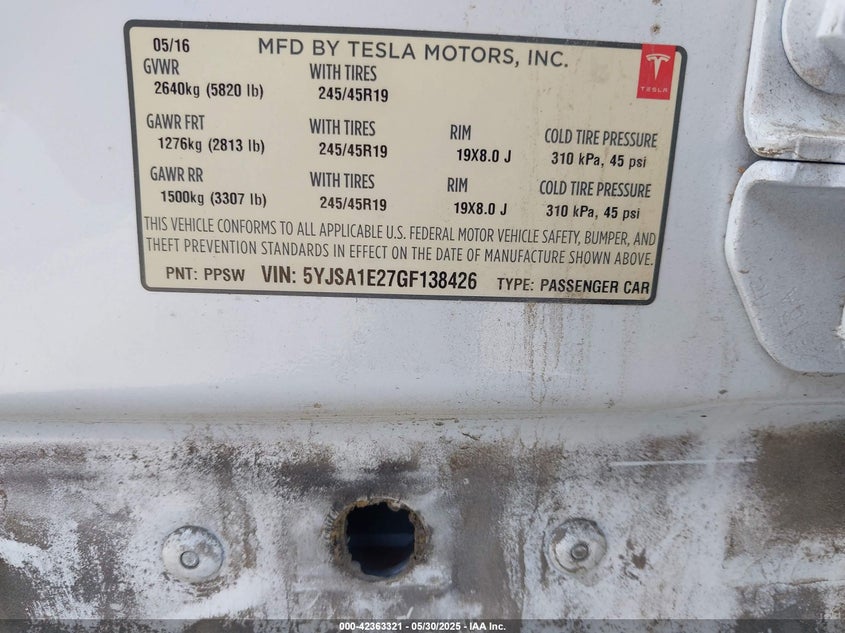 05/16 MFD BY TESLA MOTORS, INC.
GVWR WITH TIRES
2640kg (5820 lb) 245/45R19
TESLA
GAWR FRT WITH TIRES RIM COLD TIRE PRESSURE
1276kg (2813 lb) 245/45R19 19X8.0 J 310 kPa, 45 psi
GAWR RR WITH TIRES RIM COLD TIRE PRESSURE
1500kg (3307 lb) 245/45R19 19X8.0 J 310 kPa, 45 psi
THIS VEHICLE CONFORMS TO ALL APPLICABLE U.S. FEDERAL MOTOR VEHICLE SAFETY, BUMPER, AND
THEFT PREVENTION STANDARDS IN EFFECT ON THE DATE OF MANUFACTURE SHOWN ABOVE.
PNT: PPSW VIN: 5YJSA1E27GF138426 TYPE: PASSENGER CAR
000-42363321 - 05/30/2025 - IAA Inc.